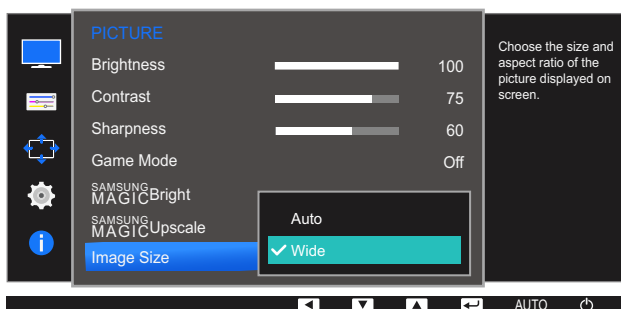 PICTURE
Brightness 100
Contrast 75
Sharpness 60
Game Mode Off
SAMSUNG
MAGICBright
SAMSUNG
MAGICUpscale
Image Size
Auto
Wide
Choose the size and
aspect ratio of the
picture displayed on
screen.
AUTO